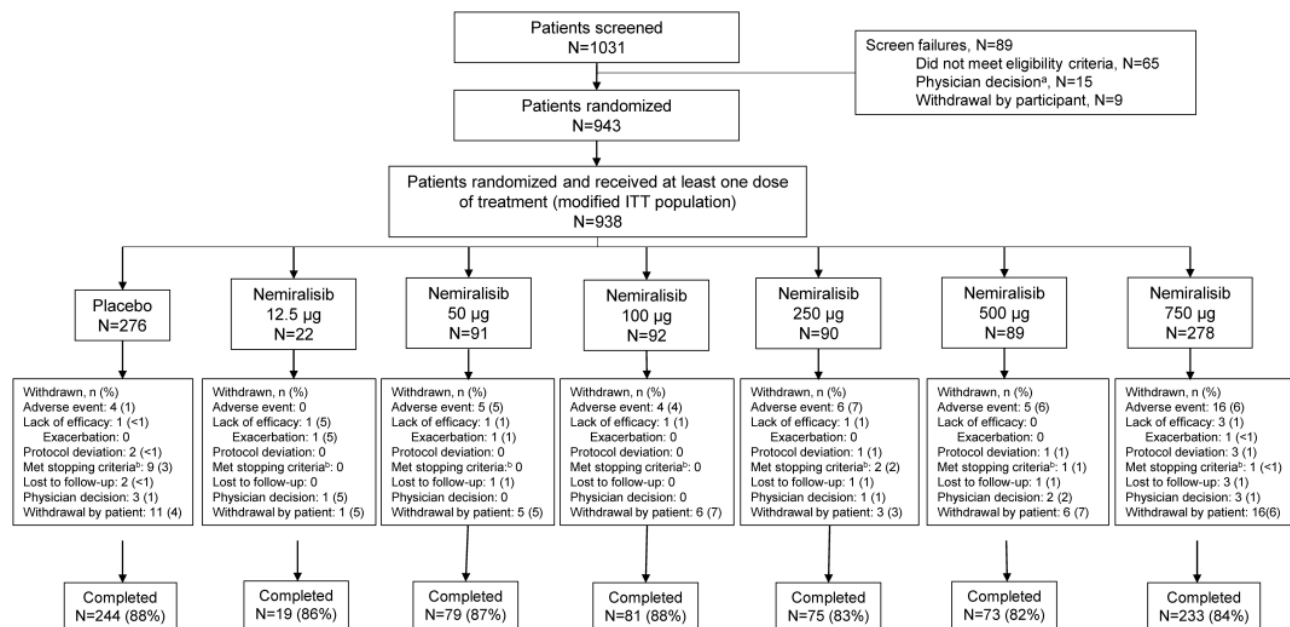 Patients screened
N=1031
Screen failures, N=89
Did not meet eligibility criteria, N=65
Physician decisionᵃ, N=15
Withdrawal by participant, N=9
Patients randomized
N=943
Patients randomized and received at least one dose
of treatment (modified ITT population)
N=938
Placebo
N=276
Nemiralisib
12.5 µg
N=22
Nemiralisib
50 µg
N=91
Nemiralisib
100 µg
N=92
Nemiralisib
250 µg
N=90
Nemiralisib
500 µg
N=89
Nemiralisib
750 µg
N=278
Withdrawn, n (%)
Adverse event: 4 (1)
Lack of efficacy: 1 (<1)
Exacerbation: 0
Protocol deviation: 2 (<1)
Met stopping criteriaᵇ: 9 (3)
Lost to follow-up: 2 (<1)
Physician decision: 3 (1)
Withdrawal by patient: 11 (4)
Withdrawn, n (%)
Adverse event: 0
Lack of efficacy: 1 (5)
Exacerbation: 1 (5)
Protocol deviation: 0
Met stopping criteriaᵇ: 0
Lost to follow-up: 0
Physician decision: 1 (5)
Withdrawal by patient: 1 (5)
Withdrawn, n (%)
Adverse event: 5 (5)
Lack of efficacy: 1 (1)
Exacerbation: 1 (1)
Protocol deviation: 0
Met stopping criteria:ᵇ 0
Lost to follow-up: 1 (1)
Physician decision: 0
Withdrawal by patient: 5 (5)
Withdrawn, n (%)
Adverse event: 4 (4)
Lack of efficacy: 1 (1)
Exacerbation: 0
Protocol deviation: 0
Met stopping criteriaᵇ: 0
Lost to follow-up: 0
Physician decision: 0
Withdrawal by patient: 6 (7)
Withdrawn, n (%)
Adverse event: 6 (7)
Lack of efficacy: 1 (1)
Exacerbation: 0
Protocol deviation: 1 (1)
Met stopping criteriaᵇ: 2 (2)
Lost to follow-up: 1 (1)
Physician decision: 1 (1)
Withdrawal by patient: 3 (3)
Withdrawn, n (%)
Adverse event: 5 (6)
Lack of efficacy: 0
Exacerbation: 0
Protocol deviation: 1 (1)
Met stopping criteriaᵇ: 1 (1)
Lost to follow-up: 1 (1)
Physician decision: 2 (2)
Withdrawal by patient: 6 (7)
Withdrawn, n (%)
Adverse event: 16 (6)
Lack of efficacy: 3 (1)
Exacerbation: 1 (<1)
Protocol deviation: 3 (1)
Met stopping criteriaᵇ: 1 (<1)
Lost to follow-up: 3 (1)
Physician decision: 3 (1)
Withdrawal by patient: 16(6)
Completed
N=244 (88%)
Completed
N=19 (86%)
Completed
N=79 (87%)
Completed
N=81 (88%)
Completed
N=75 (83%)
Completed
N=73 (82%)
Completed
N=233 (84%)